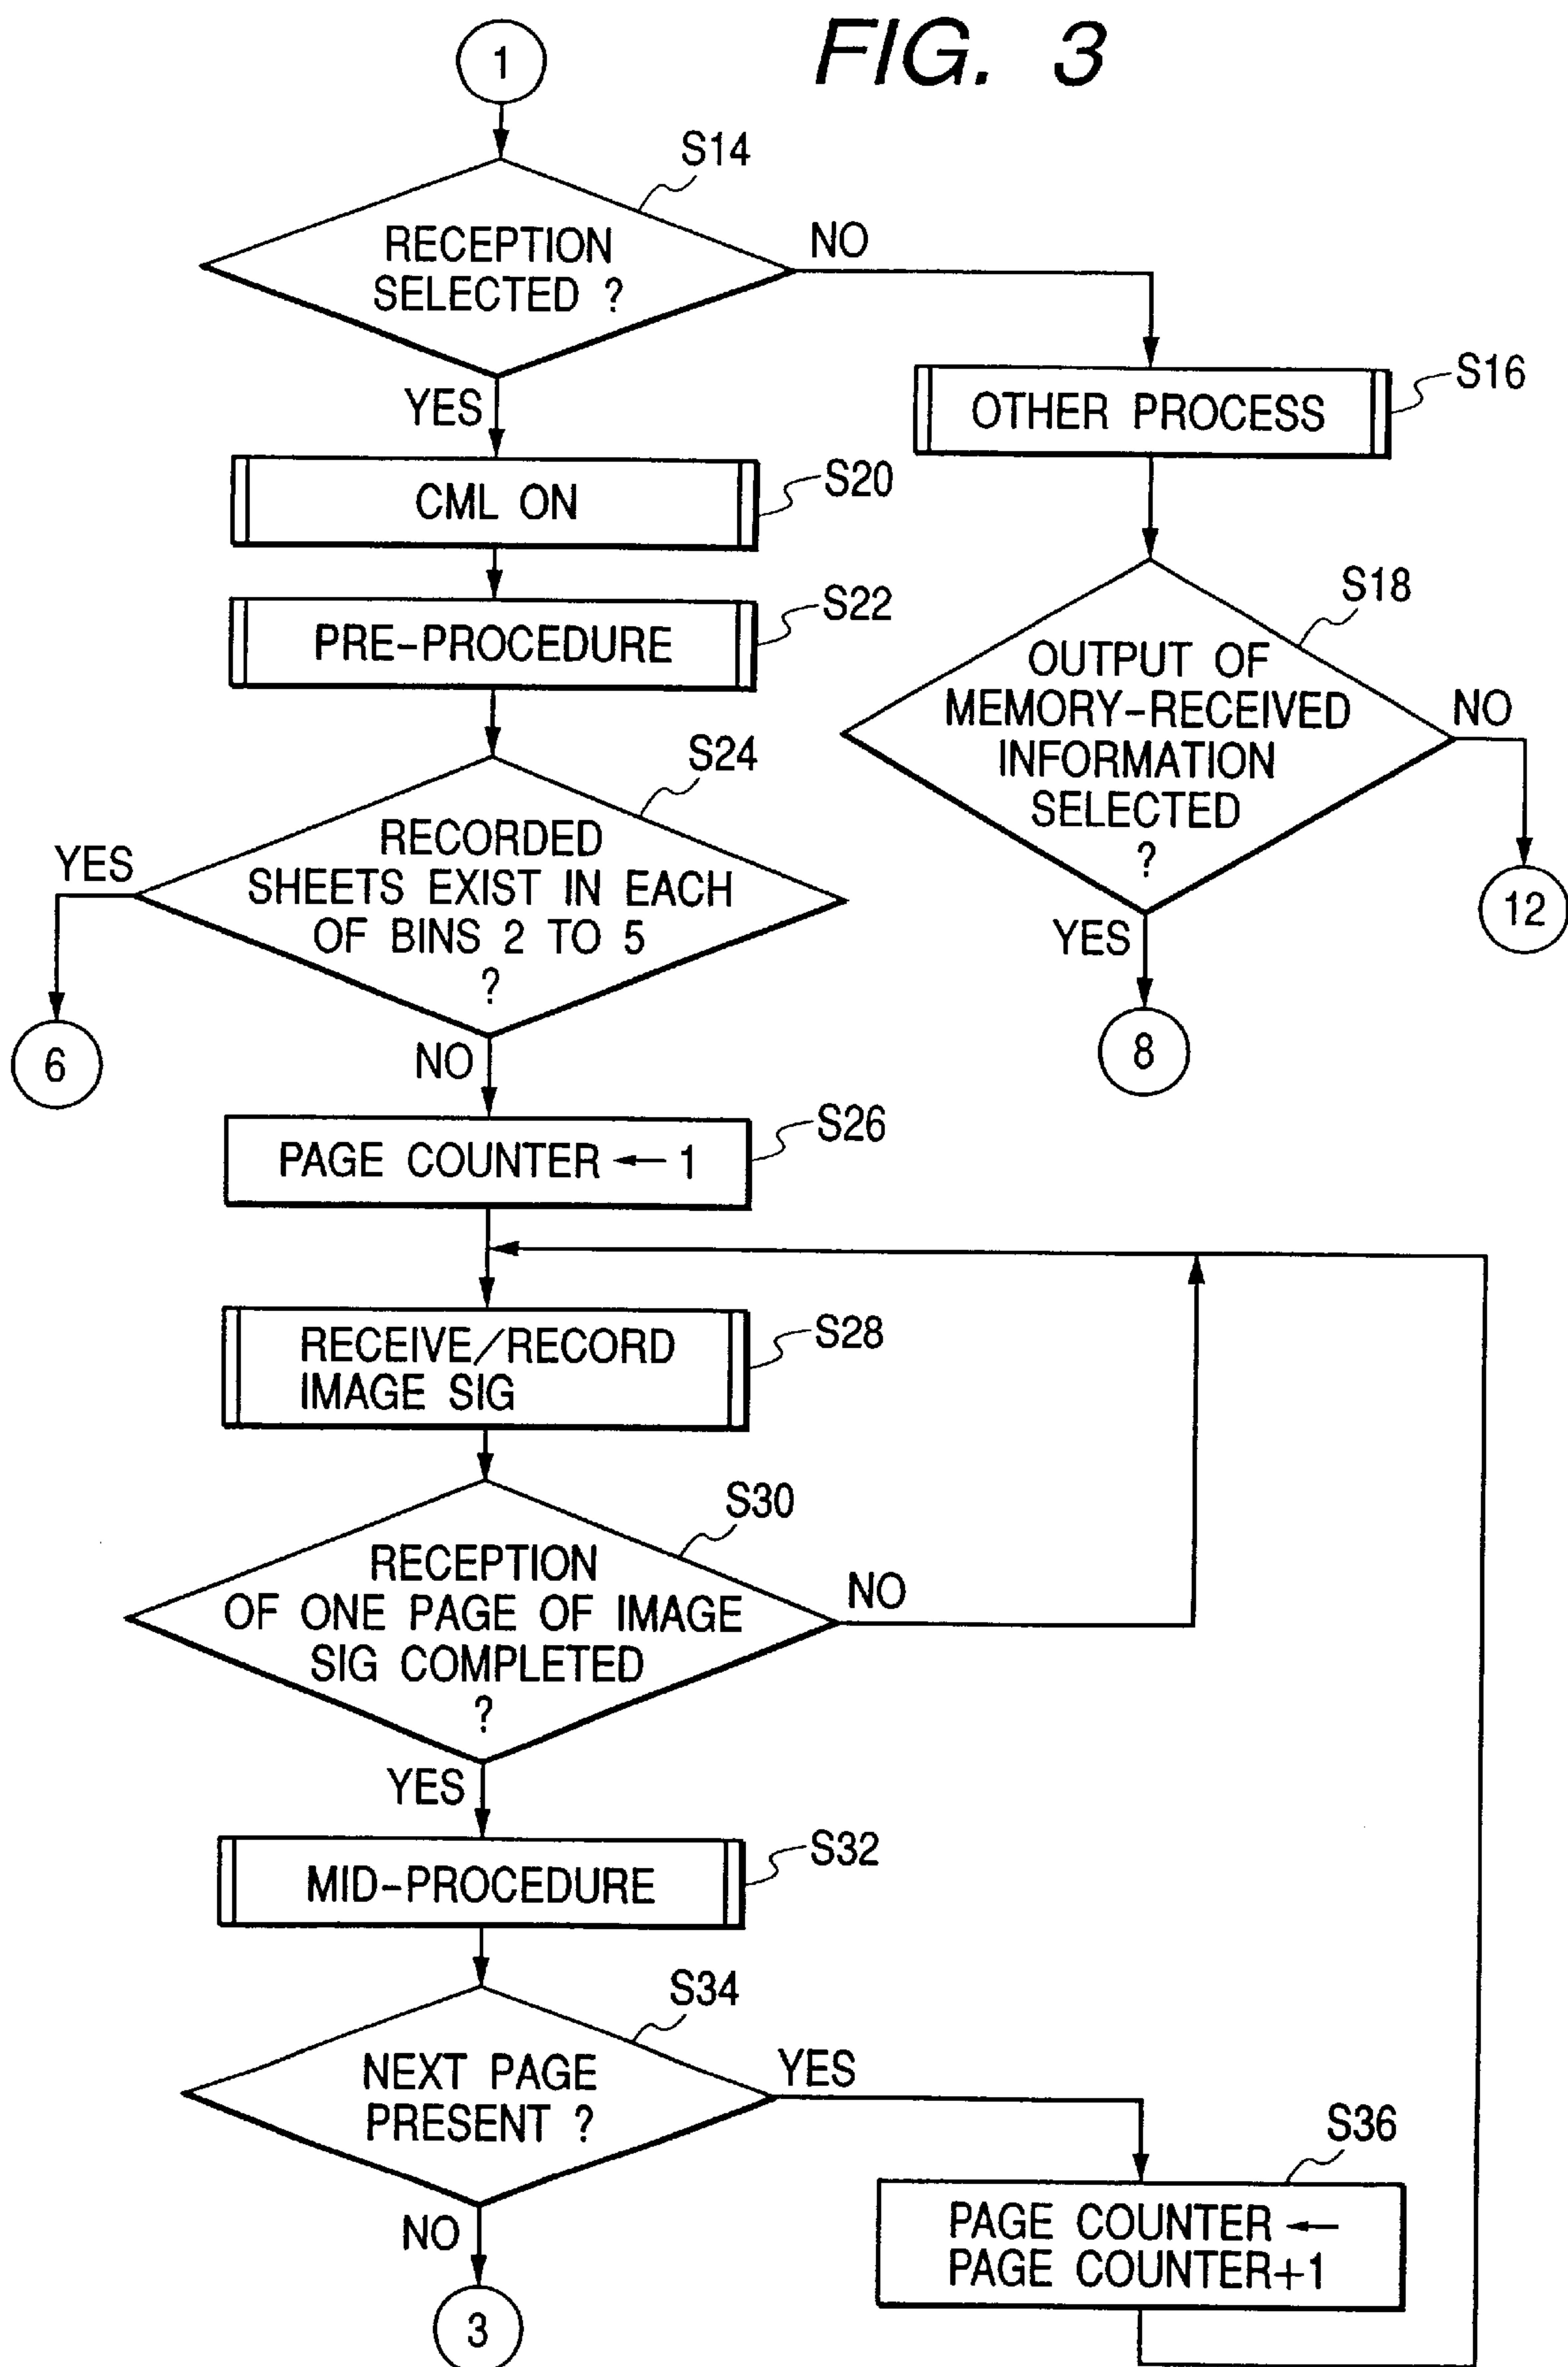 FIG. 3
1
S14
RECEPTION
SELECTED ?
NO
YES
S16
OTHER PROCESS
S20
CML ON
S22
PRE-PROCEDURE
S18
OUTPUT OF
MEMORY-RECEIVED
INFORMATION
SELECTED
?
NO
12
YES
8
S24
RECORDED
SHEETS EXIST IN EACH
OF BINS 2 TO 5
?
YES
6
NO
S26
PAGE COUNTER ← 1
S28
RECEIVE/RECORD
IMAGE SIG
S30
RECEPTION
OF ONE PAGE OF IMAGE
SIG COMPLETED
?
NO
YES
S32
MID-PROCEDURE
S34
NEXT PAGE
PRESENT ?
YES
S36
PAGE COUNTER ←
PAGE COUNTER+1
NO
3